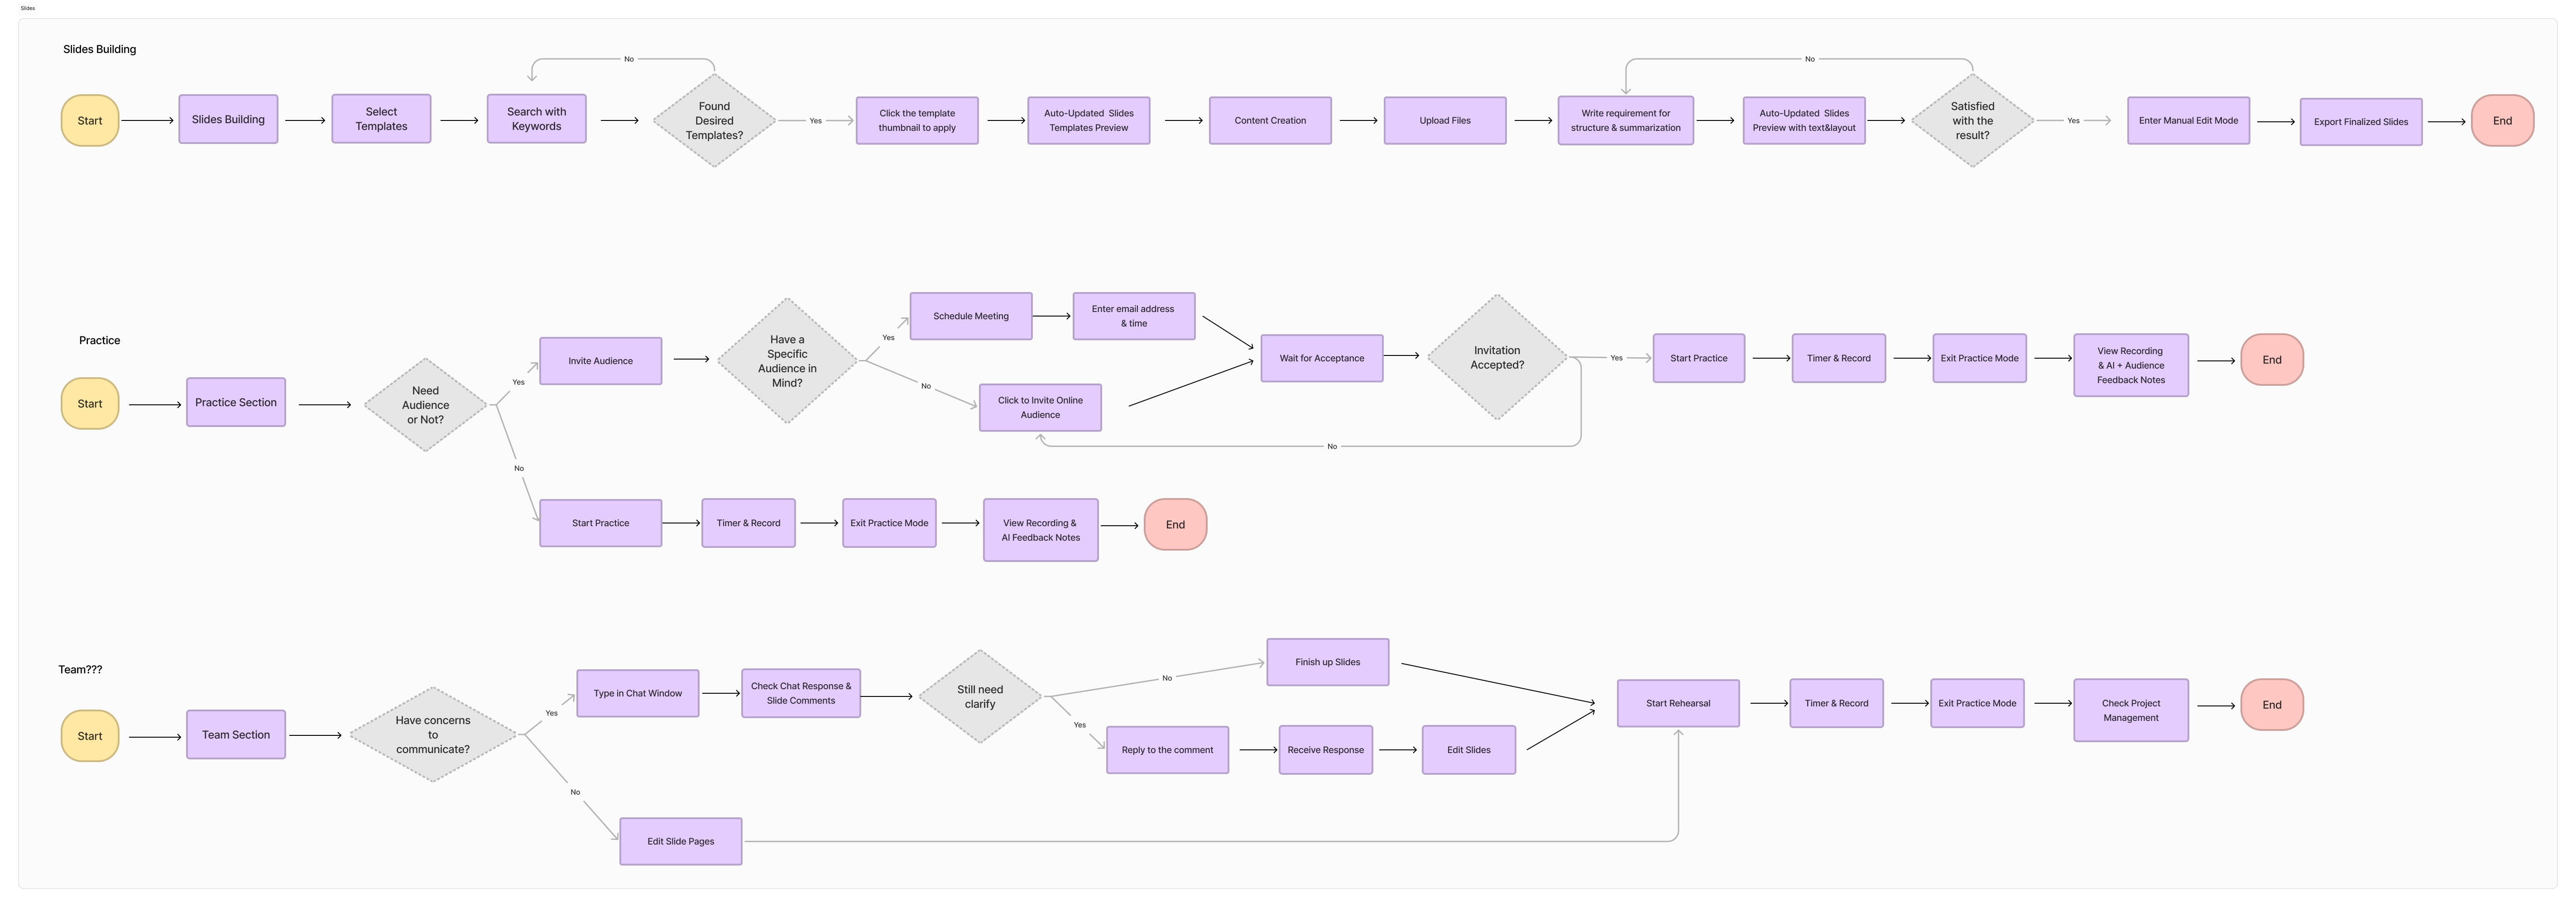 Slides
Slides Building
No
No
Start
Slides Building
Select
Templates
Search with
Keywords
Found
Desired
Templates?
Yes
Click the template
thumbnail to apply
Auto-Updated Slides
Templates Preview
Content Creation
Upload Files
Write requirement for
structure & summarization
Auto-Updated Slides
Preview with text&layout
Satisfied
with the
result?
Yes
Enter Manual Edit Mode
Export Finalized Slides
End
Practice
Start
Practice Section
Need
Audience
or Not?
Yes
Invite Audience
Have a
Specific
Audience in
Mind?
Yes
Schedule Meeting
Enter email address
& time
No
Click to Invite Online
Audience
Wait for Acceptance
Invitation
Accepted?
Yes
Start Practice
Timer & Record
Exit Practice Mode
View Recording
& AI + Audience
Feedback Notes
End
No
No
Start Practice
Timer & Record
Exit Practice Mode
View Recording &
AI Feedback Notes
End
Team???
Start
Team Section
Have concerns
to
communicate?
Yes
Type in Chat Window
Check Chat Response &
Slide Comments
Still need
clarify
No
Finish up Slides
Yes
Reply to the comment
Receive Response
Edit Slides
Start Rehearsal
Timer & Record
Exit Practice Mode
Check Project
Management
End
No
Edit Slide Pages